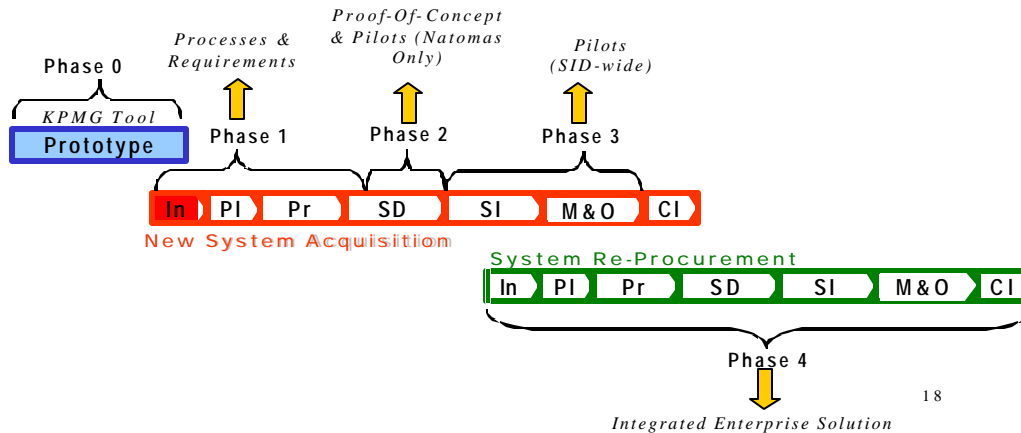 Proof-Of-Concept
& Pilots (Natomas
Only)
Processes &
Requirements
Pilots
(SID-wide)
Phase 0
KPMG Tool
Prototype
Phase 1
Phase 2
Phase 3
In Pl Pr SD SI M&O Cl
New System Acquisition
System Re-Procurement
In Pl Pr SD SI M&O Cl
Phase 4
18
Integrated Enterprise Solution